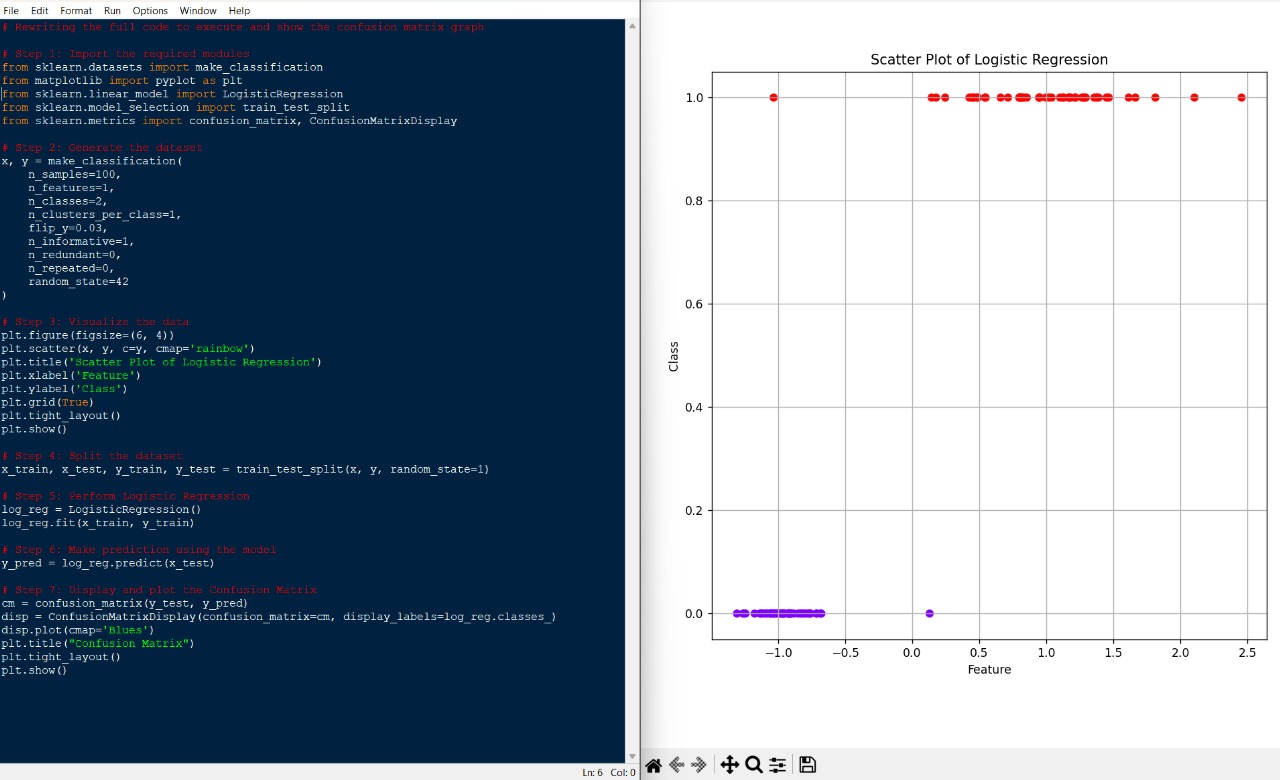 File Edit Format Run Options Window Help
# Rewriting the full code to execute and show the confusion matrix graph
# Step 1: Import the required modules
from sklearn.datasets import make_classification
from matplotlib import pyplot as plt
from sklearn.linear_model import LogisticRegression
from sklearn.model_selection import train_test_split
from sklearn.metrics import confusion_matrix, ConfusionMatrixDisplay
# Step 2: Generate the dataset
x, y = make_classification(
    n_samples=100,
    n_features=1,
    n_classes=2,
    n_clusters_per_class=1,
    flip_y=0.03,
    n_informative=1,
    n_redundant=0,
    n_repeated=0,
    random_state=42
)
# Step 3: Visualize the data
plt.figure(figsize=(6, 4))
plt.scatter(x, y, c=y, cmap='rainbow')
plt.title('Scatter Plot of Logistic Regression')
plt.xlabel('Feature')
plt.ylabel('Class')
plt.grid(True)
plt.tight_layout()
plt.show()
# Step 4: Split the dataset
x_train, x_test, y_train, y_test = train_test_split(x, y, random_state=1)
# Step 5: Perform Logistic Regression
log_reg = LogisticRegression()
log_reg.fit(x_train, y_train)
# Step 6: Make prediction using the model
y_pred = log_reg.predict(x_test)
# Step 7: Display and plot the Confusion Matrix
cm = confusion_matrix(y_test, y_pred)
disp = ConfusionMatrixDisplay(confusion_matrix=cm, display_labels=log_reg.classes_)
disp.plot(cmap='Blues')
plt.title("Confusion Matrix")
plt.tight_layout()
plt.show()
Ln: 6 Col: 0
Scatter Plot of Logistic Regression
1.0
0.8
0.6
Class
0.4
0.2
0.0
−1.0 −0.5 0.0 0.5 1.0 1.5 2.0 2.5
Feature